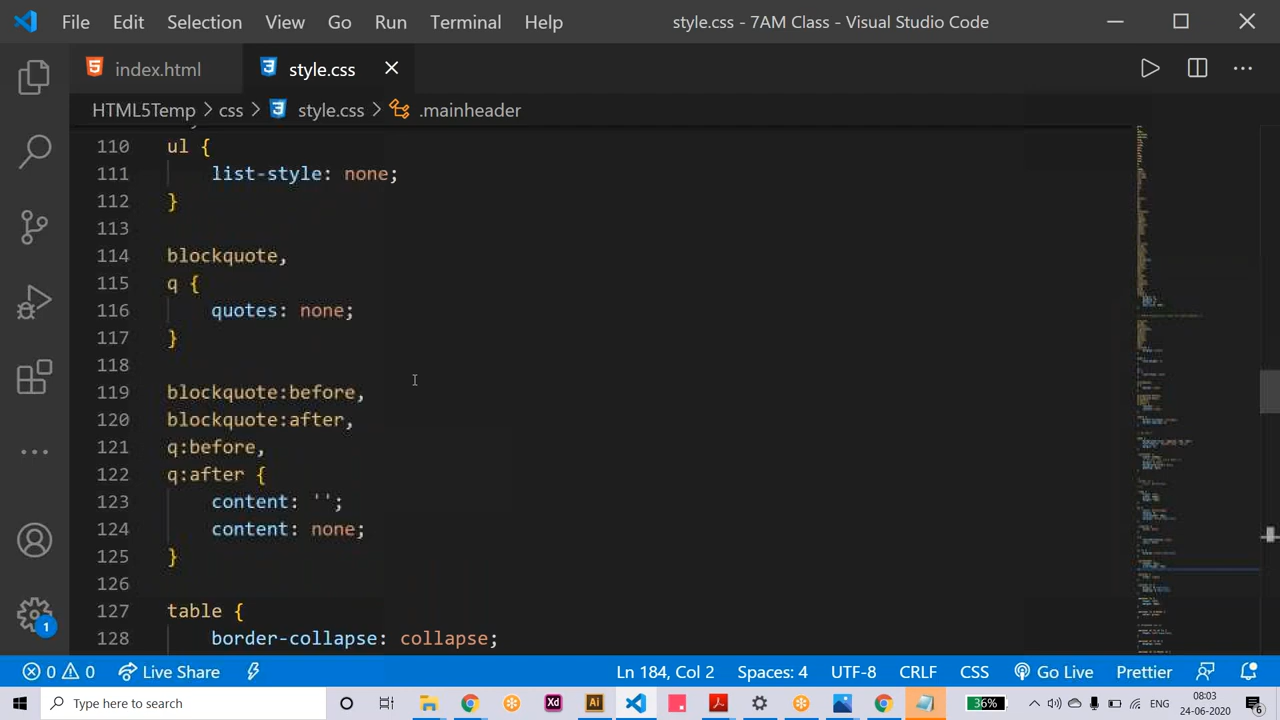 File Edit Selection View Go Run Terminal Help style.css - 7AM Class - Visual Studio Code
index.html style.css
HTML5Temp > css > style.css > .mainheader
110 ul {
111 list-style: none;
112 }
113
114 blockquote,
115 q {
116 quotes: none;
117 }
118
119 blockquote:before,
120 blockquote:after,
121 q:before,
122 q:after {
123 content: '';
124 content: none;
125 }
126
127 table {
128 border-collapse: collapse;
1
0 0 Live Share Ln 184, Col 2 Spaces: 4 UTF-8 CRLF CSS Go Live Prettier
Type here to search Xd Ai 36% ENG 08:03
24-06-2020 6